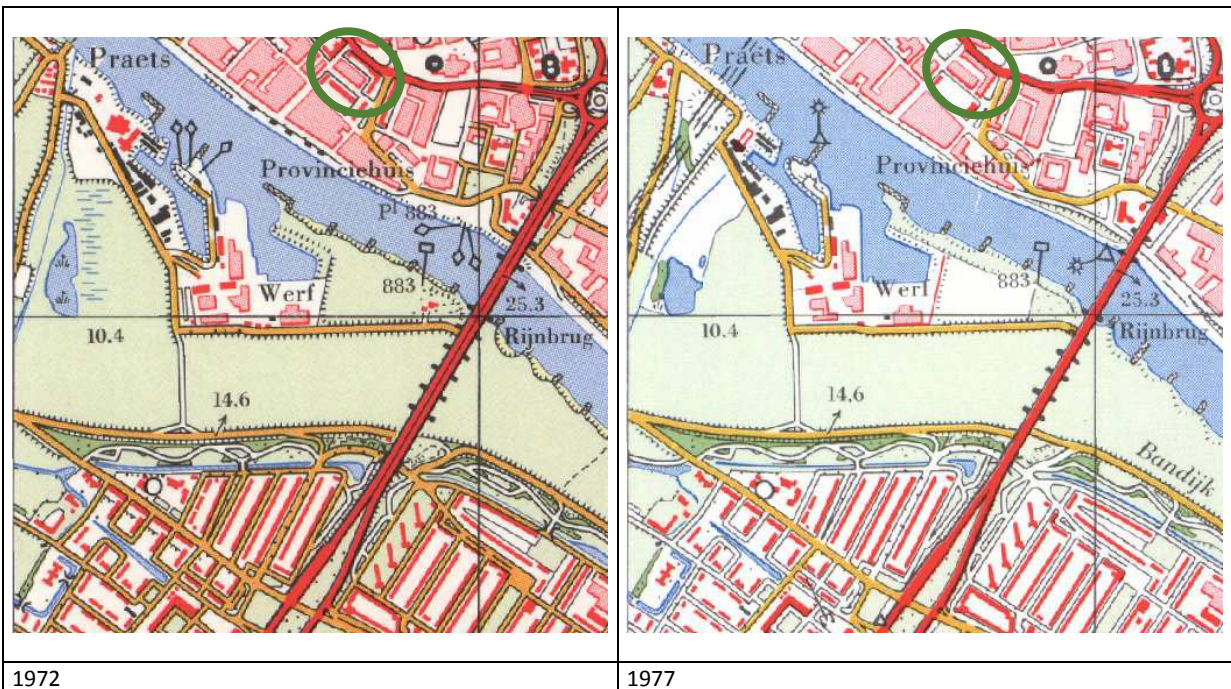 Praets
Provinciehuis
Pl 883
883
Werf
25.3
Rijnbrug
10.4
14.6
1972
Praets
Provinciehuis
883
Werf
25.3
Rijnbrug
10.4
14.6
Bandijk
1977